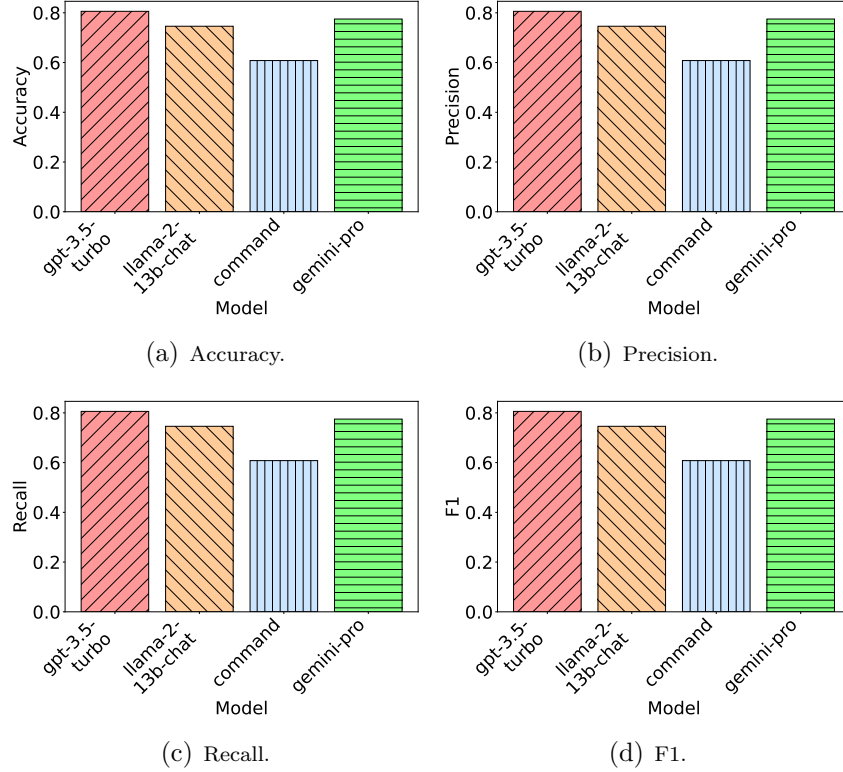 0.8
0.6
0.4
0.2
0.0
Accuracy
gpt-3.5-
turbo
llama-2-
13b-chat
command
gemini-pro
Model
(a) Accuracy.
0.8
0.6
0.4
0.2
0.0
Precision
gpt-3.5-
turbo
llama-2-
13b-chat
command
gemini-pro
Model
(b) Precision.
0.8
0.6
0.4
0.2
0.0
Recall
gpt-3.5-
turbo
llama-2-
13b-chat
command
gemini-pro
Model
(c) Recall.
0.8
0.6
0.4
0.2
0.0
F1
gpt-3.5-
turbo
llama-2-
13b-chat
command
gemini-pro
Model
(d) F1.